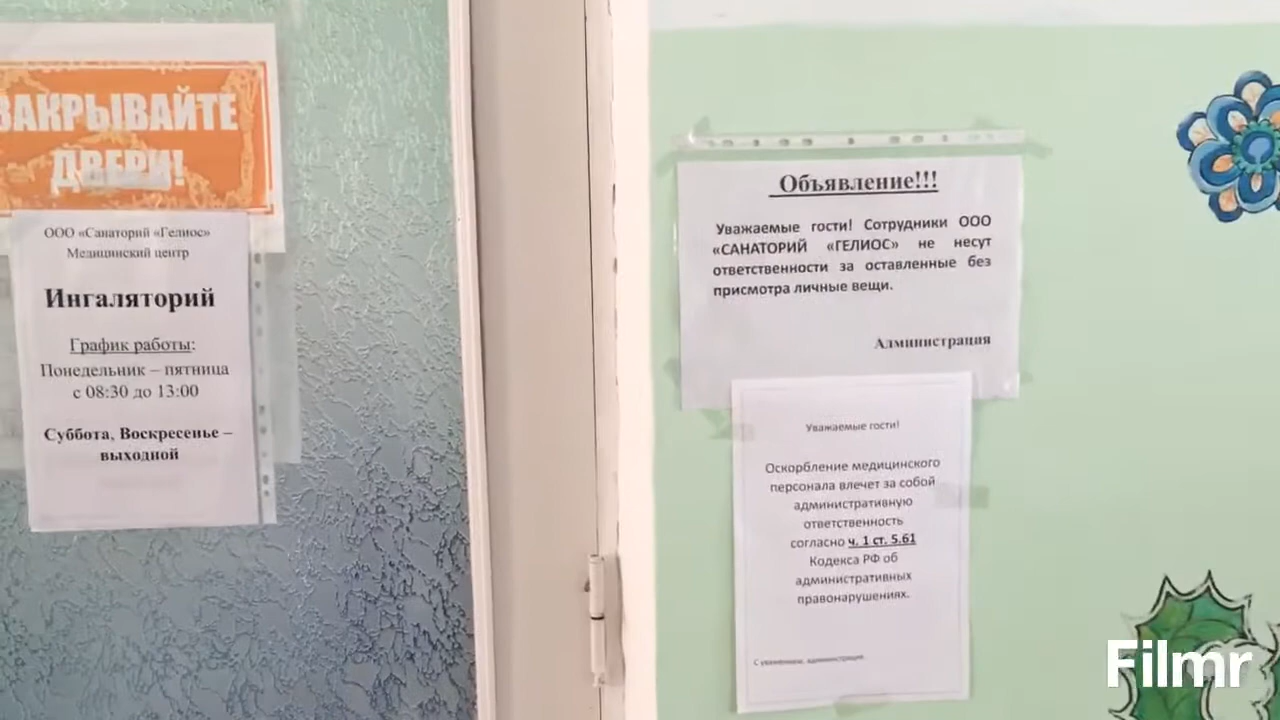 ЗАКРЫВАЙТЕ
ДВЕРИ!
ООО «Санаторий «Гелиос»
Медицинский центр
Ингаляторий
График работы:
Понедельник – пятница
с 08:30 до 13:00
Суббота, Воскресенье –
выходной
Объявление!!!
Уважаемые гости! Сотрудники ООО
«САНАТОРИЙ «ГЕЛИОС» не несут
ответственности за оставленные без
присмотра личные вещи.
Администрация
Уважаемые гости!
Оскорбление медицинского
персонала влечет за собой
административную
ответственность
согласно ч. 1 ст. 5.61
Кодекса РФ об
административных
правонарушениях.
С уважением, администрация.
Filmr